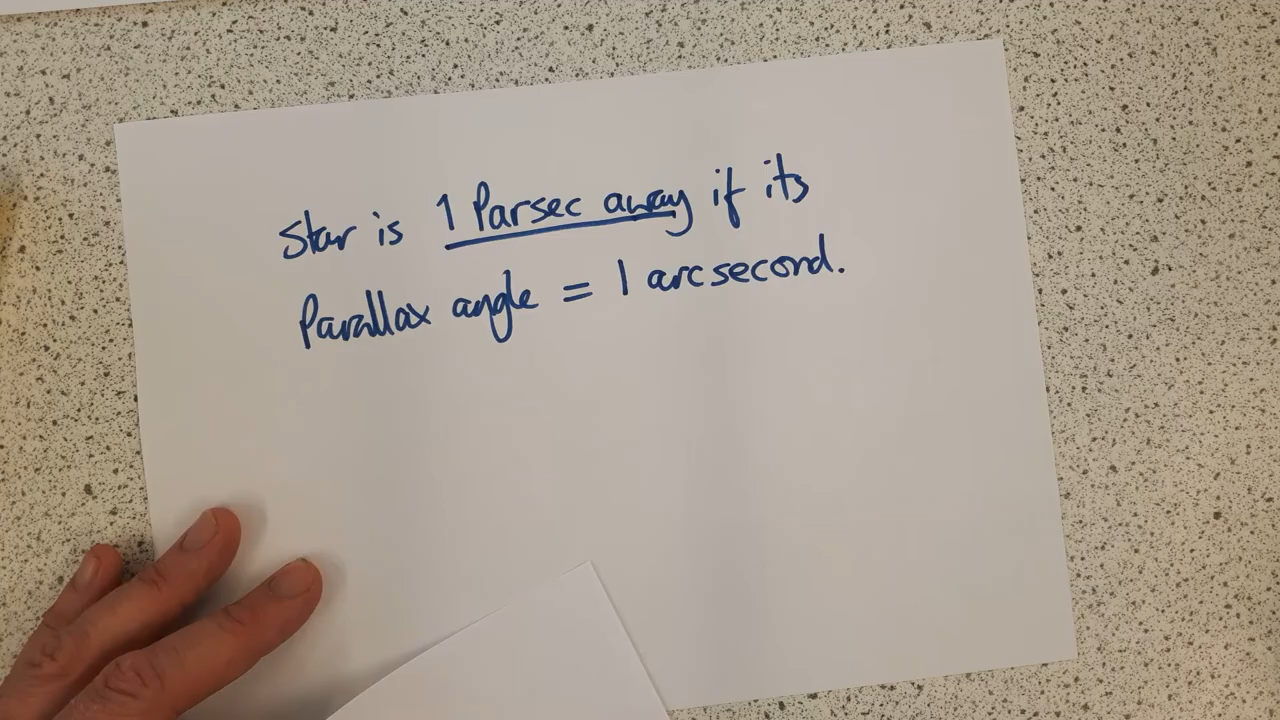 Star is 1 Parsec away if its
Parallax angle = 1 arcsecond.